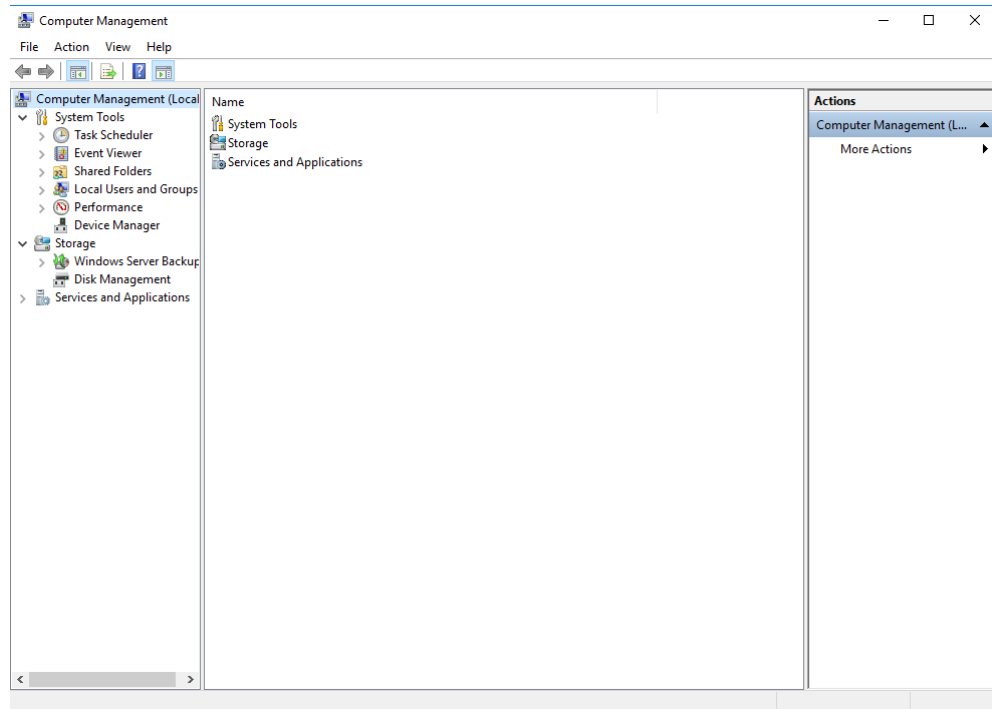 Computer Management
File Action View Help
Computer Management (Local
System Tools
Task Scheduler
Event Viewer
Shared Folders
Local Users and Groups
Performance
Device Manager
Storage
Windows Server Backup
Disk Management
Services and Applications
Name
System Tools
Storage
Services and Applications
Actions
Computer Management (L...
More Actions